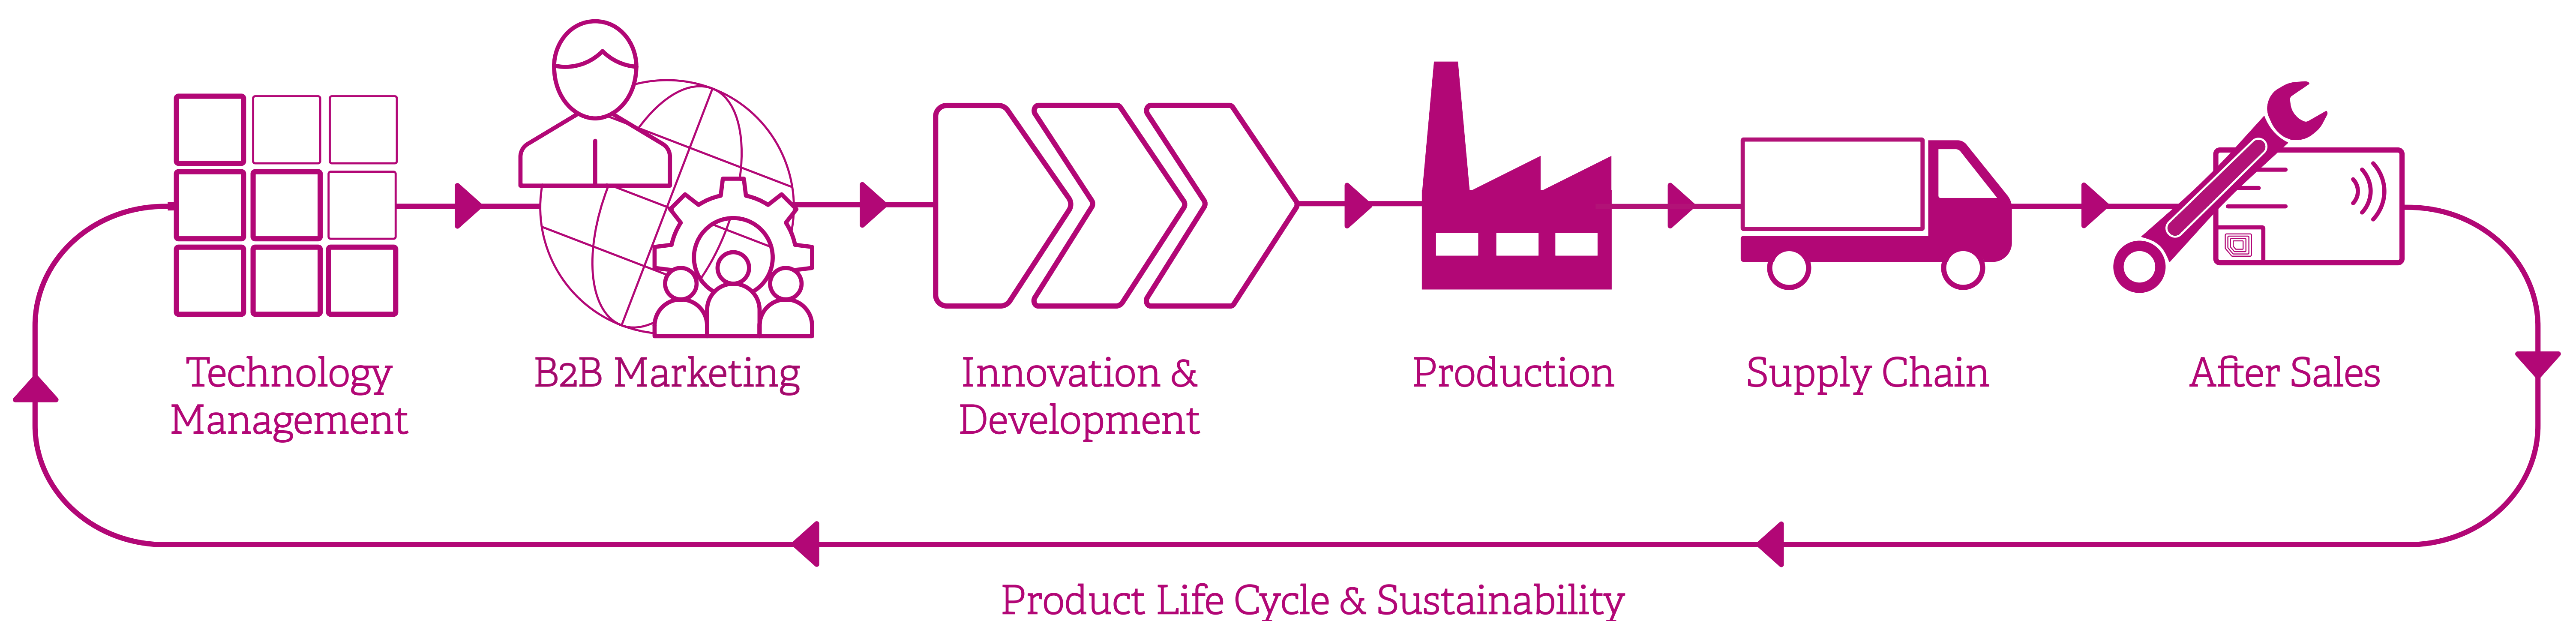 Technology
Management
B2B Marketing
Innovation &
Development
Production
Supply Chain
After Sales
Product Life Cycle & Sustainability